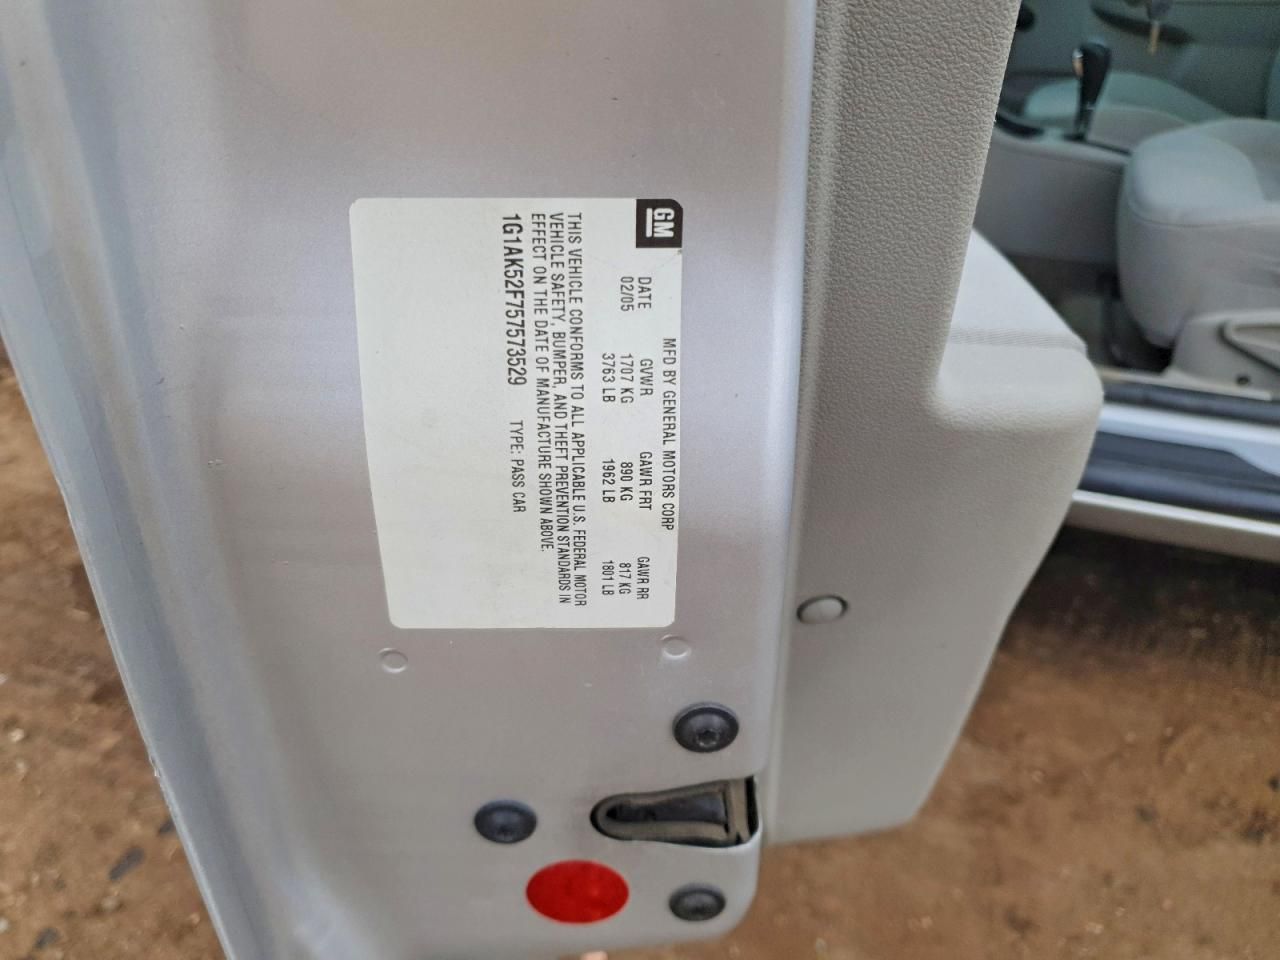 GM
MFD BY GENERAL MOTORS CORP
DATE GVWR GAWR FRT GAWR RR
02/05 1707 KG 890 KG 817 KG
3763 LB 1962 LB 1801 LB
THIS VEHICLE CONFORMS TO ALL APPLICABLE U.S. FEDERAL MOTOR
VEHICLE SAFETY, BUMPER, AND THEFT PREVENTION STANDARDS IN
EFFECT ON THE DATE OF MANUFACTURE SHOWN ABOVE.
1G1AK52F757573529 TYPE: PASS CAR